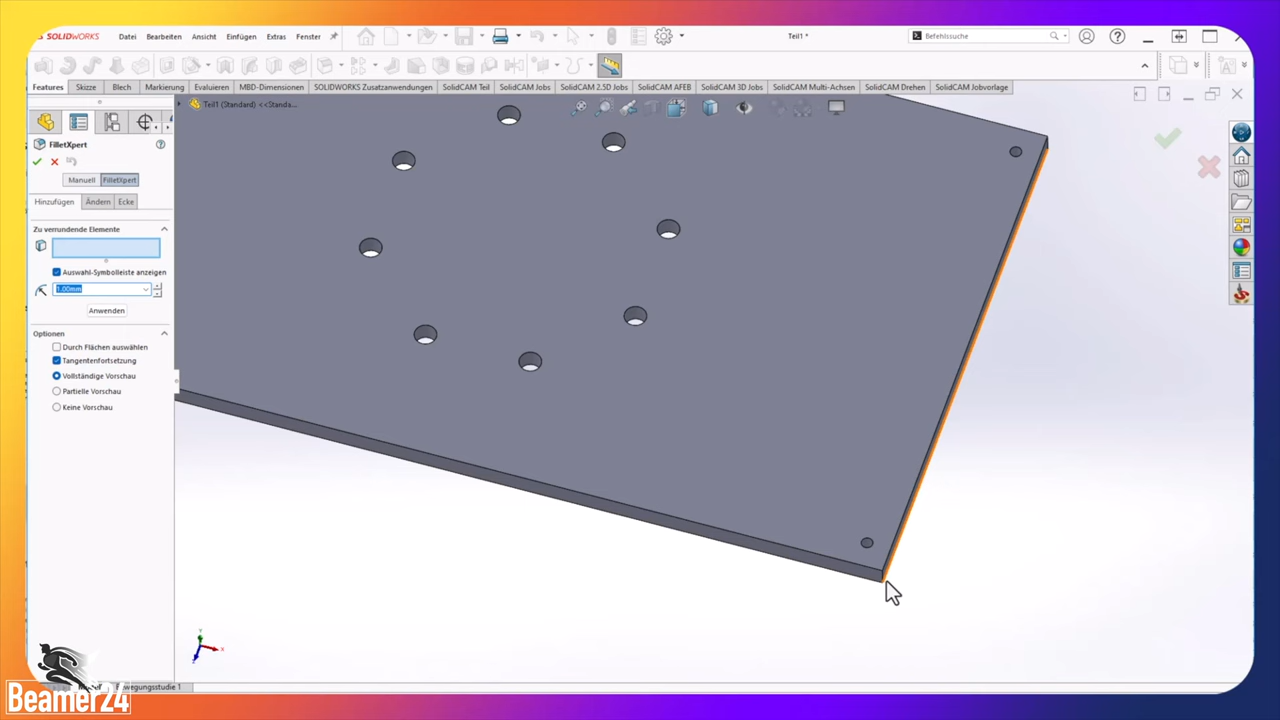 SOLIDWORKS Datei Bearbeiten Ansicht Einfügen Extras Fenster Teil1 * Befehlssuche
Features Skizze Blech Markierung Evaluieren MBD-Dimensionen SOLIDWORKS Zusatzanwendungen SolidCAM Teil SolidCAM Jobs SolidCAM 2.5D Jobs SolidCAM AFEB SolidCAM 3D Jobs SolidCAM Multi-Achsen SolidCAM Drehen SolidCAM Jobvorlage
Teil1 (Standard) <<Standa...
FilletXpert
Manuell FilletXpert
Hinzufügen Ändern Ecke
Zu verrundende Elemente
Auswahl-Symbolleiste anzeigen
1.00mm
Anwenden
Optionen
Durch Flächen auswählen
Tangentenfortsetzung
Vollständige Vorschau
Partielle Vorschau
Keine Vorschau
Bewegungsstudie 1
Beamer24